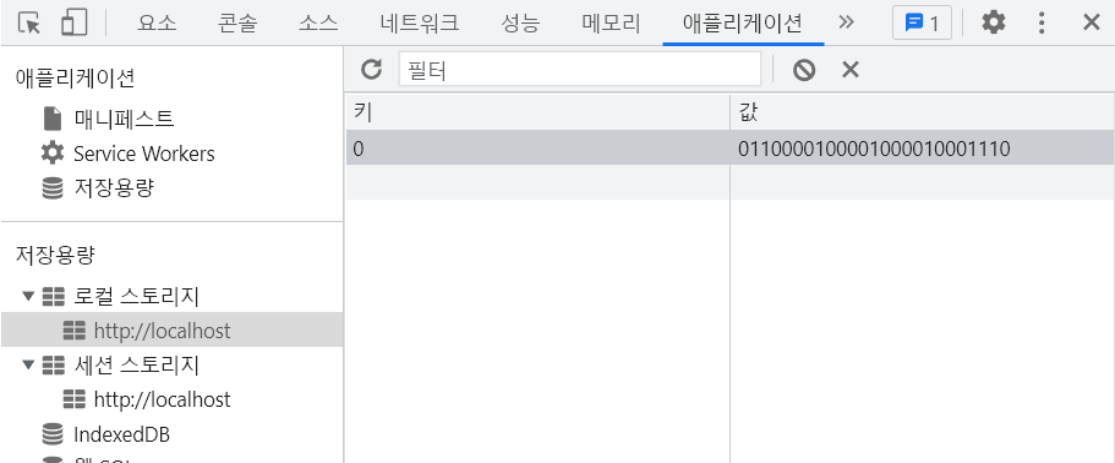 요소 콘솔 소스 네트워크 성능 메모리 애플리케이션 » 1
애플리케이션
매니페스트
Service Workers
저장용량
저장용량
로컬 스토리지
http://localhost
세션 스토리지
http://localhost
IndexedDB
필터
키 값
0 0110000100001000010001110